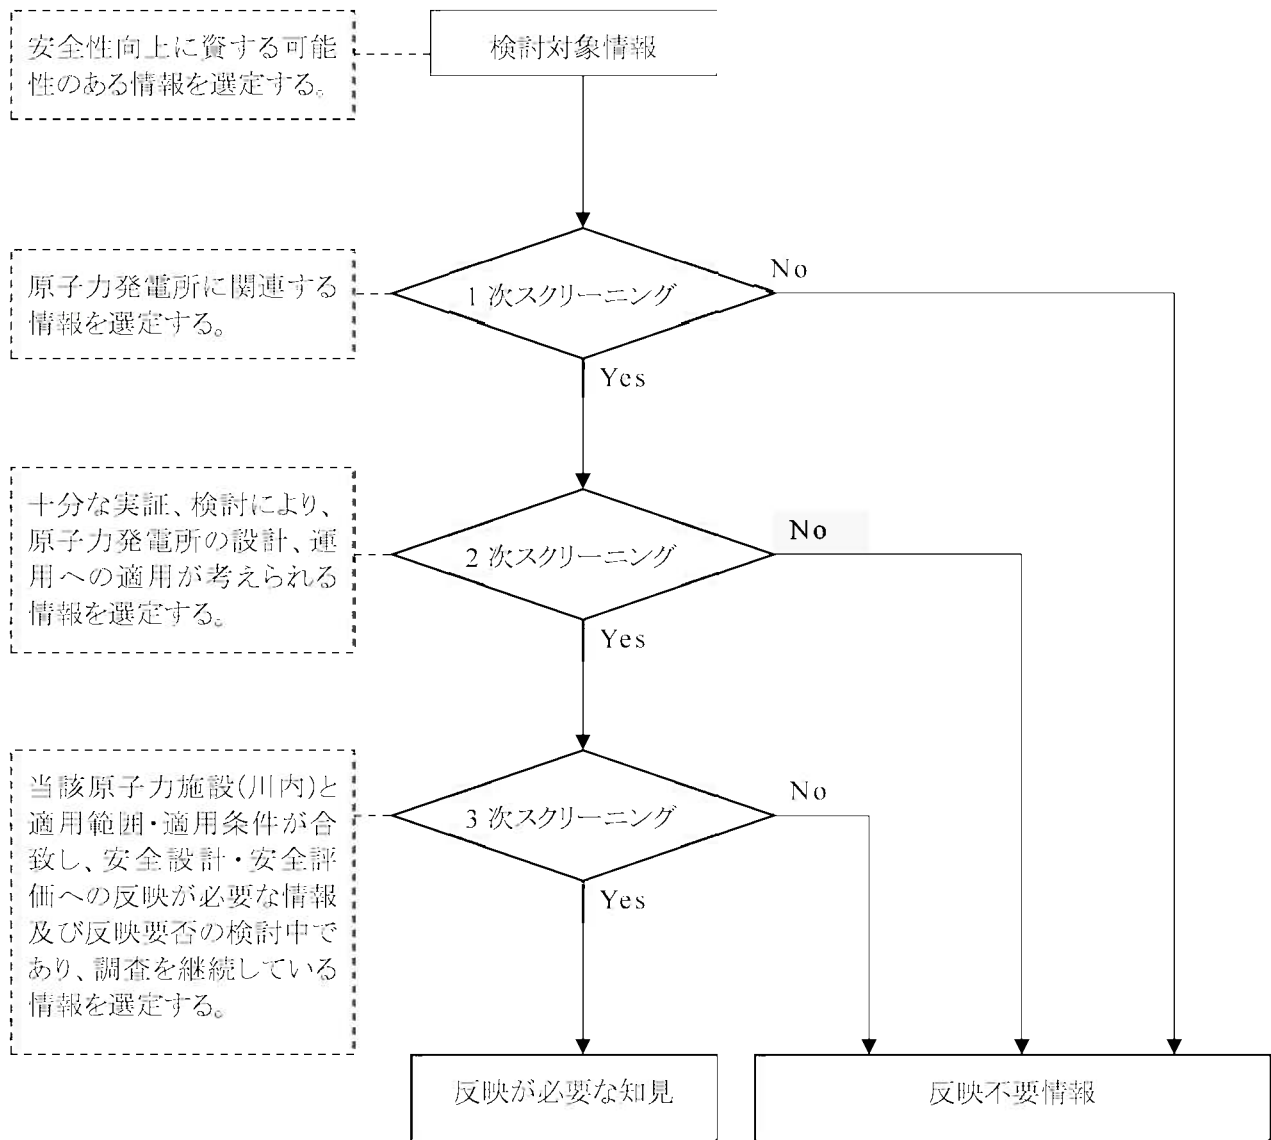 安全性向上に資する可能
性のある情報を選定する。
検討対象情報
原子力発電所に関連する
情報を選定する。
1 次スクリーニング
No
Yes
十分な実証、検討により、
原子力発電所の設計、運
用への適用が考えられる
情報を選定する。
2 次スクリーニング
No
Yes
当該原子力施設(川内)と
適用範囲・適用条件が合
致し、安全設計・安全評
価への反映が必要な情報
及び反映要否の検討中で
あり、調査を継続している
情報を選定する。
3 次スクリーニング
No
Yes
反映が必要な知見
反映不要情報